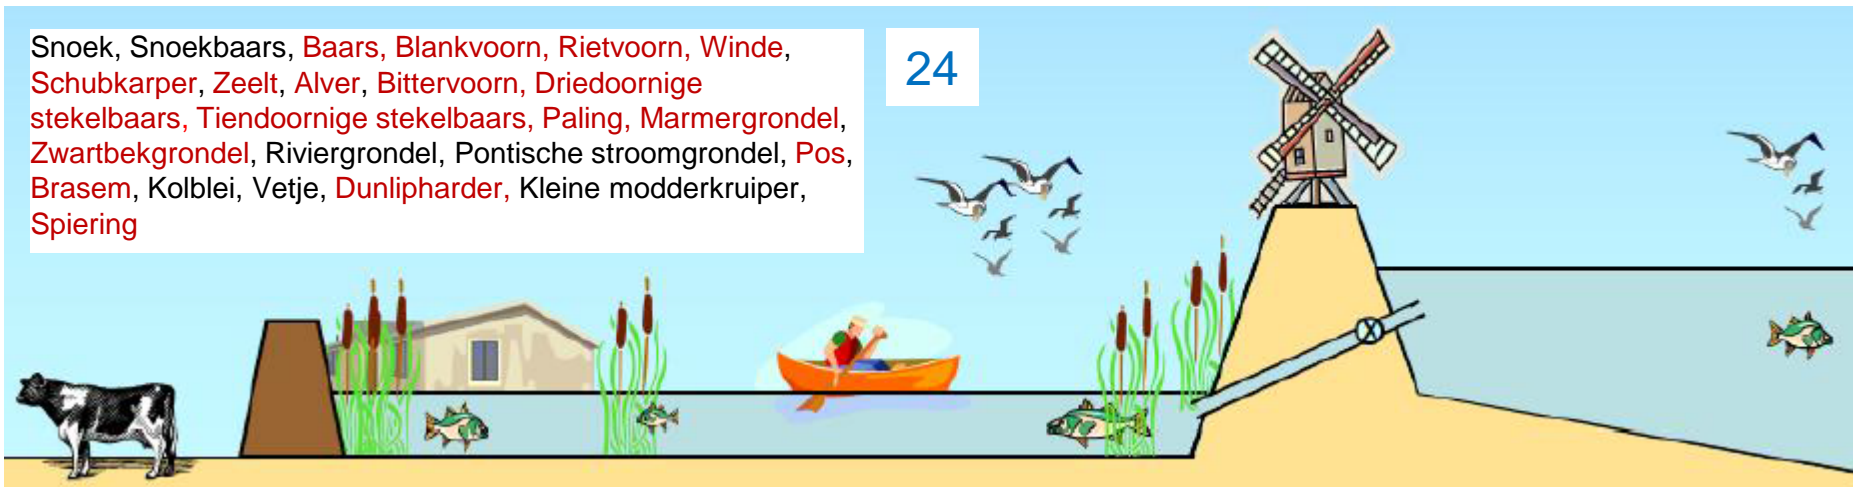 Snoek, Snoekbaars, Baars, Blankvoorn, Rietvoorn, Winde,
Schubkarper, Zeelt, Alver, Bittervoorn, Driedoornige
stekelbaars, Tiendoornige stekelbaars, Paling, Marmergrondel,
Zwartbekgrondel, Riviergrondel, Pontische stroomgrondel, Pos,
Brasem, Kolblei, Vetje, Dunlipharder, Kleine modderkruiper,
Spiering
24